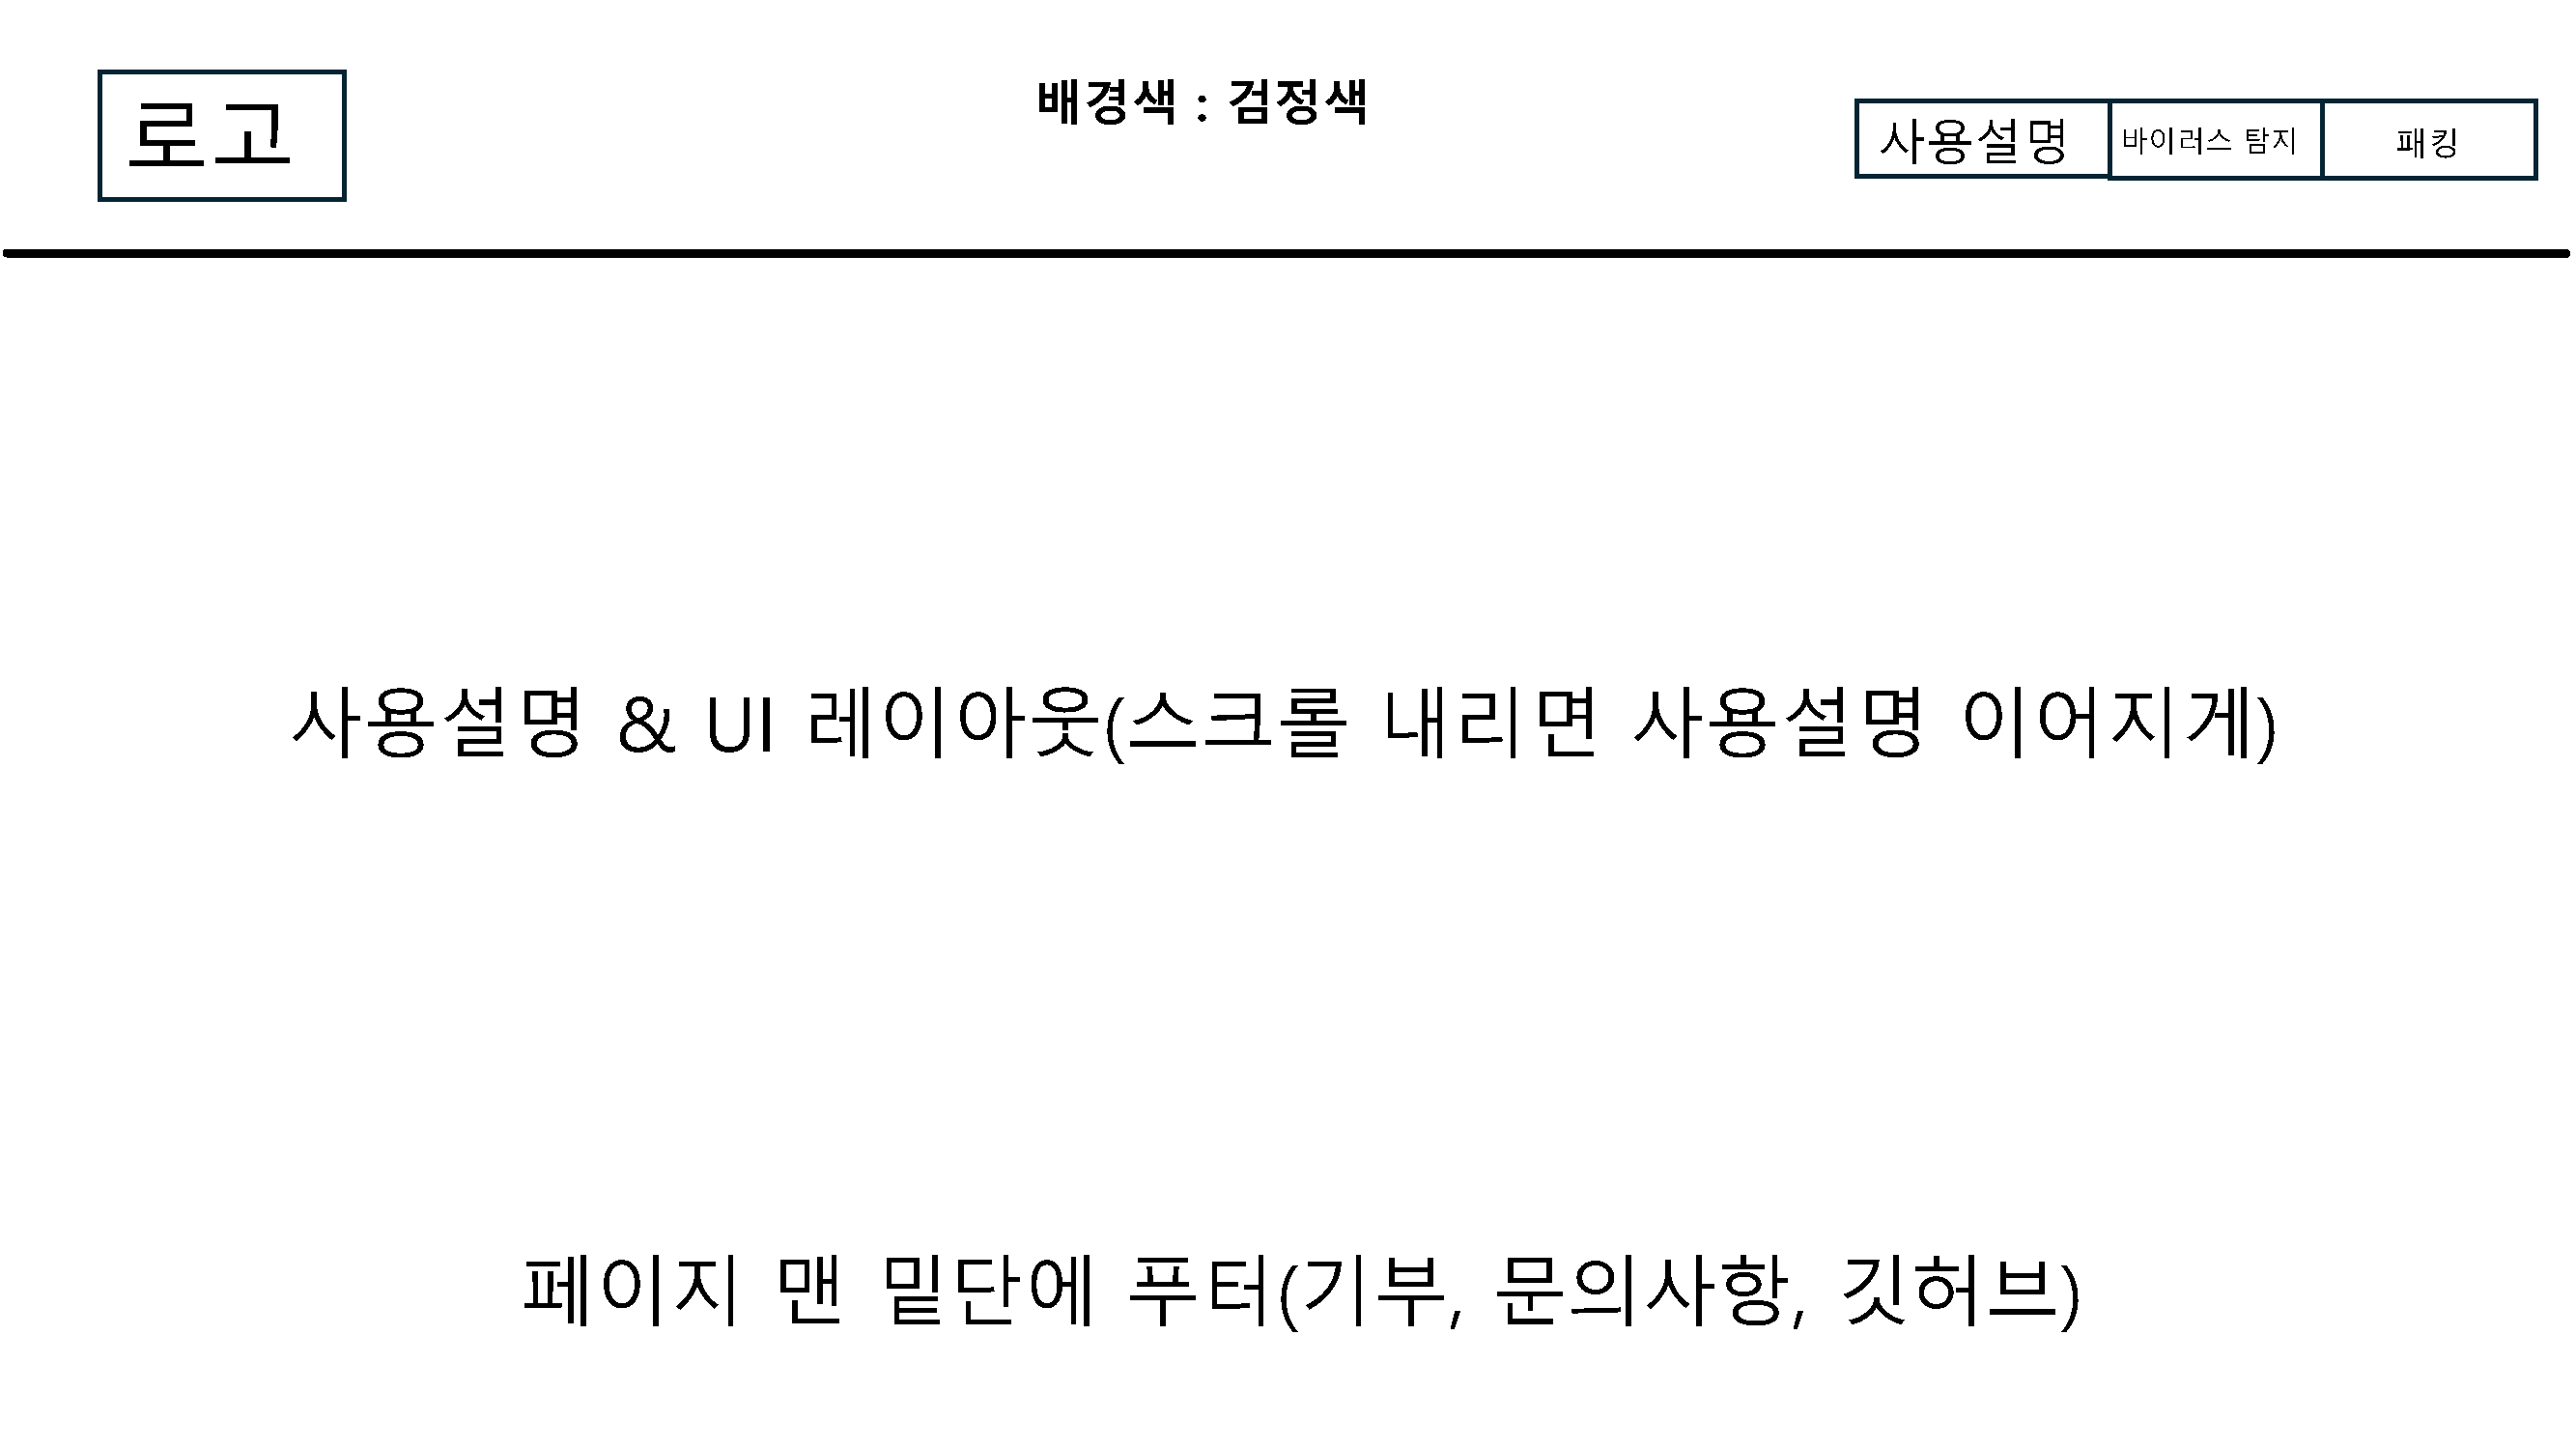 로고
배경색 : 검정색
사용설명
바이러스 탐지
패킹
사용설명 & UI 레이아웃(스크롤 내리면 사용설명 이어지게)
페이지 맨 밑단에 푸터(기부, 문의사항, 깃허브)